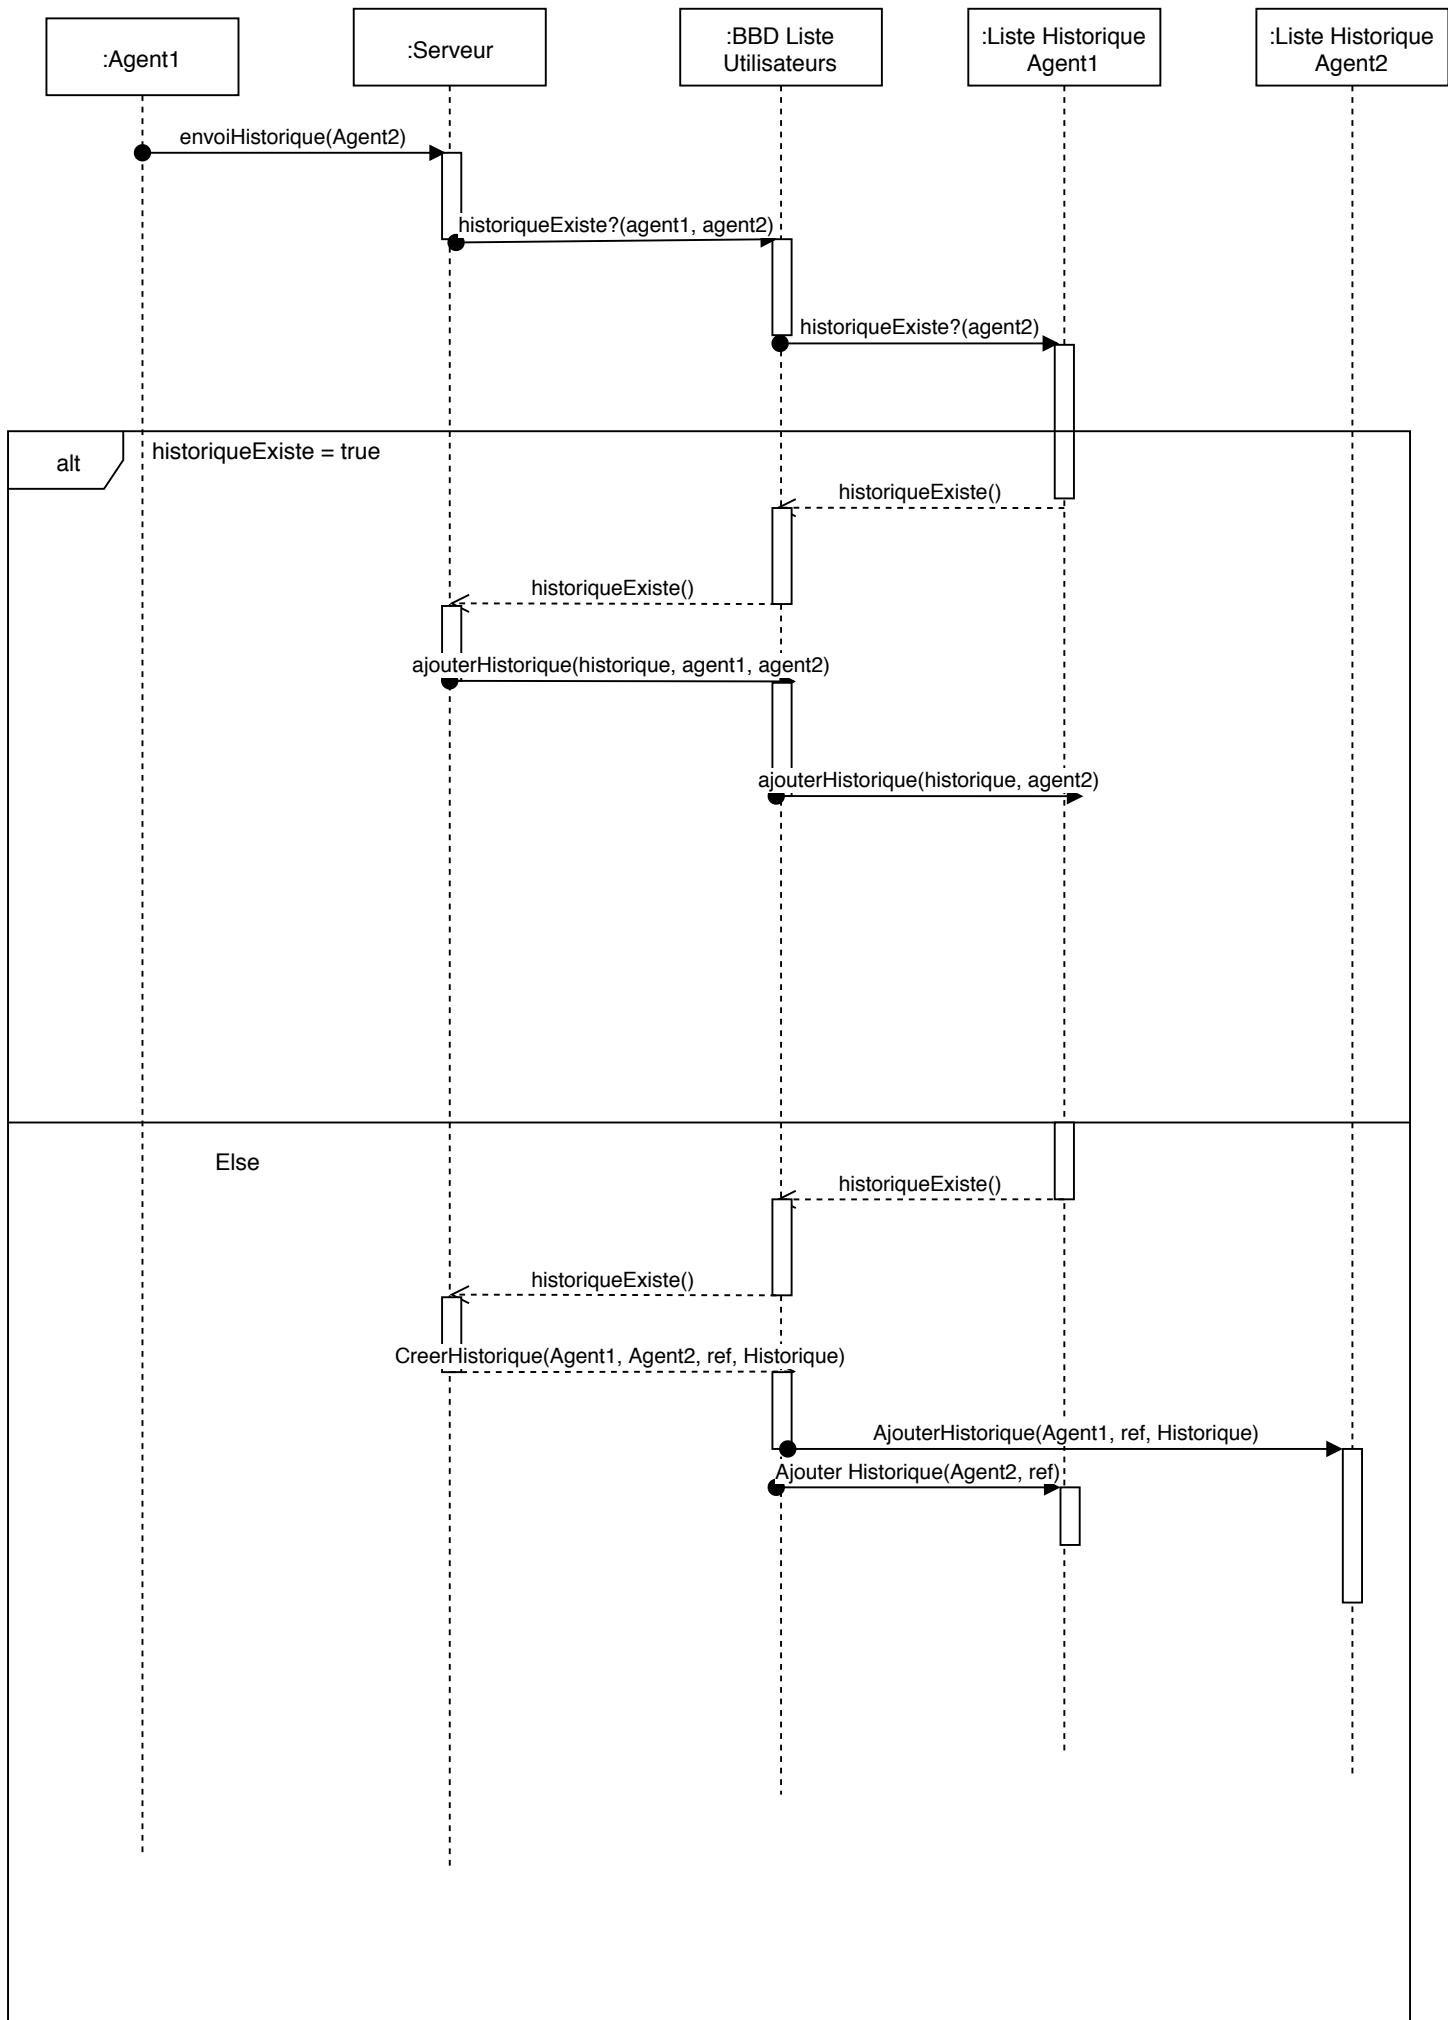 :Agent1
:Serveur
:BBD Liste
Utilisateurs
:Liste Historique
Agent1
:Liste Historique
Agent2
envoiHistorique(Agent2)
historiqueExiste?(agent1, agent2)
historiqueExiste?(agent2)
alt
historiqueExiste = true
historiqueExiste()
historiqueExiste()
ajouterHistorique(historique, agent1, agent2)
ajouterHistorique(historique, agent2)
Else
historiqueExiste()
historiqueExiste()
CreerHistorique(Agent1, Agent2, ref, Historique)
AjouterHistorique(Agent1, ref, Historique)
Ajouter Historique(Agent2, ref)